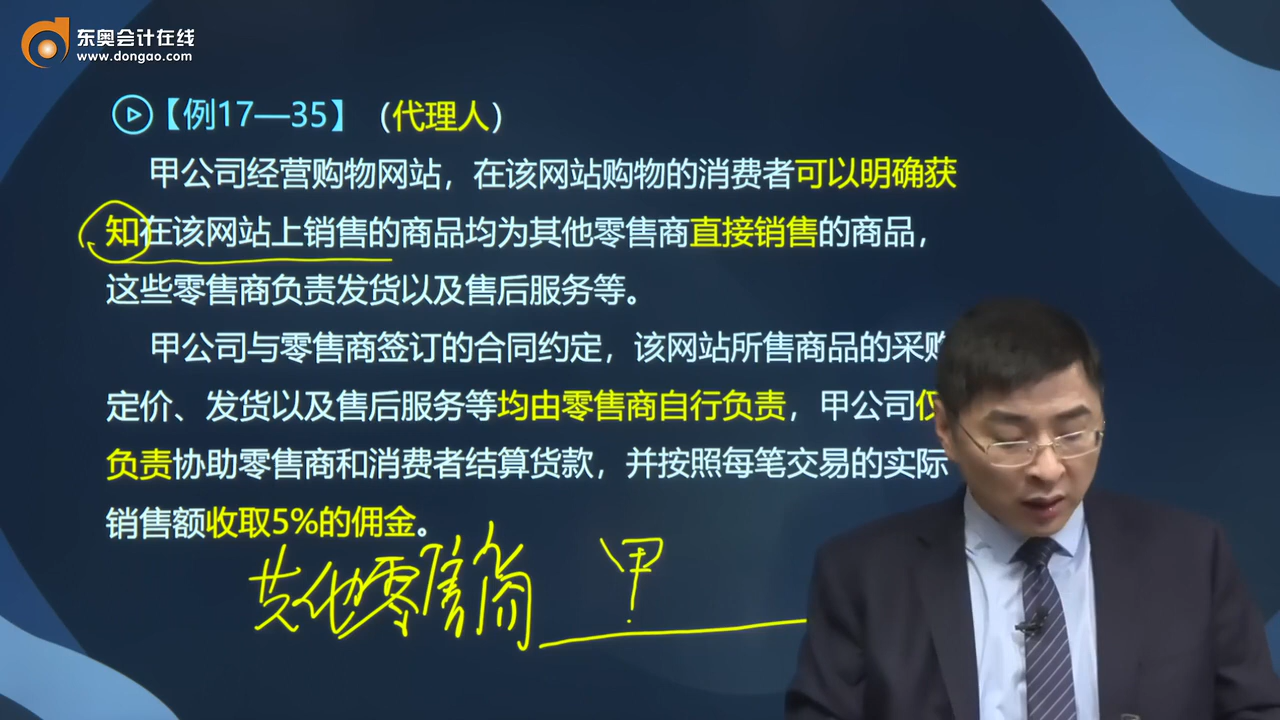 东奥会计在线
www.dongao.com
【例17—35】（代理人）
甲公司经营购物网站，在该网站购物的消费者可以明确获
知在该网站上销售的商品均为其他零售商直接销售的商品，
这些零售商负责发货以及售后服务等。
甲公司与零售商签订的合同约定，该网站所售商品的采购
定价、发货以及售后服务等均由零售商自行负责，甲公司仅
负责协助零售商和消费者结算货款，并按照每笔交易的实际
销售额收取5%的佣金。
其他零售商 甲